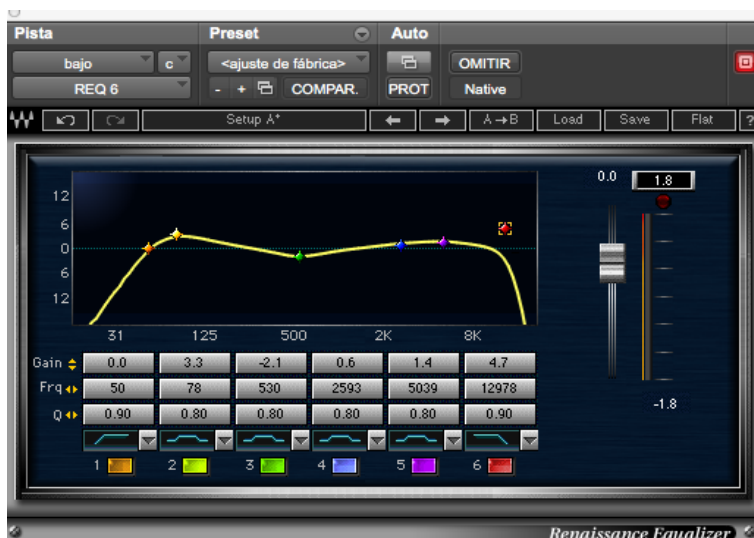 Pista Preset Auto
bajo c <ajuste de fábrica> OMITIR
REQ 6 - + COMPAR. PROT Native
Setup A* A→B Load Save Flat ?
0.0 1.8
12
6
0
6
12
31 125 500 2K 8K
Gain 0.0 3.3 -2.1 0.6 1.4 4.7
Frq 50 78 530 2593 5039 12978
-1.8
Q 0.90 0.80 0.80 0.80 0.80 0.90
1 2 3 4 5 6
Renaissance Equalizer